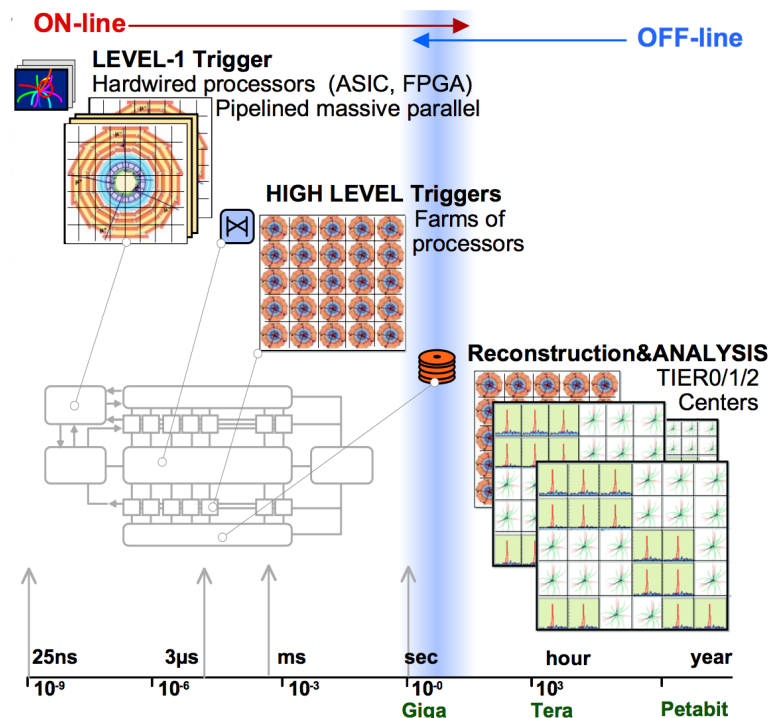 ON-line
OFF-line
LEVEL-1 Trigger
Hardwired processors (ASIC, FPGA)
Pipelined massive parallel
HIGH LEVEL Triggers
Farms of
processors
Reconstruction&ANALYSIS
TIER0/1/2
Centers
25ns 3µs ms sec hour year
10-9 10-6 10-3 10-0 103
Giga Tera Petabit